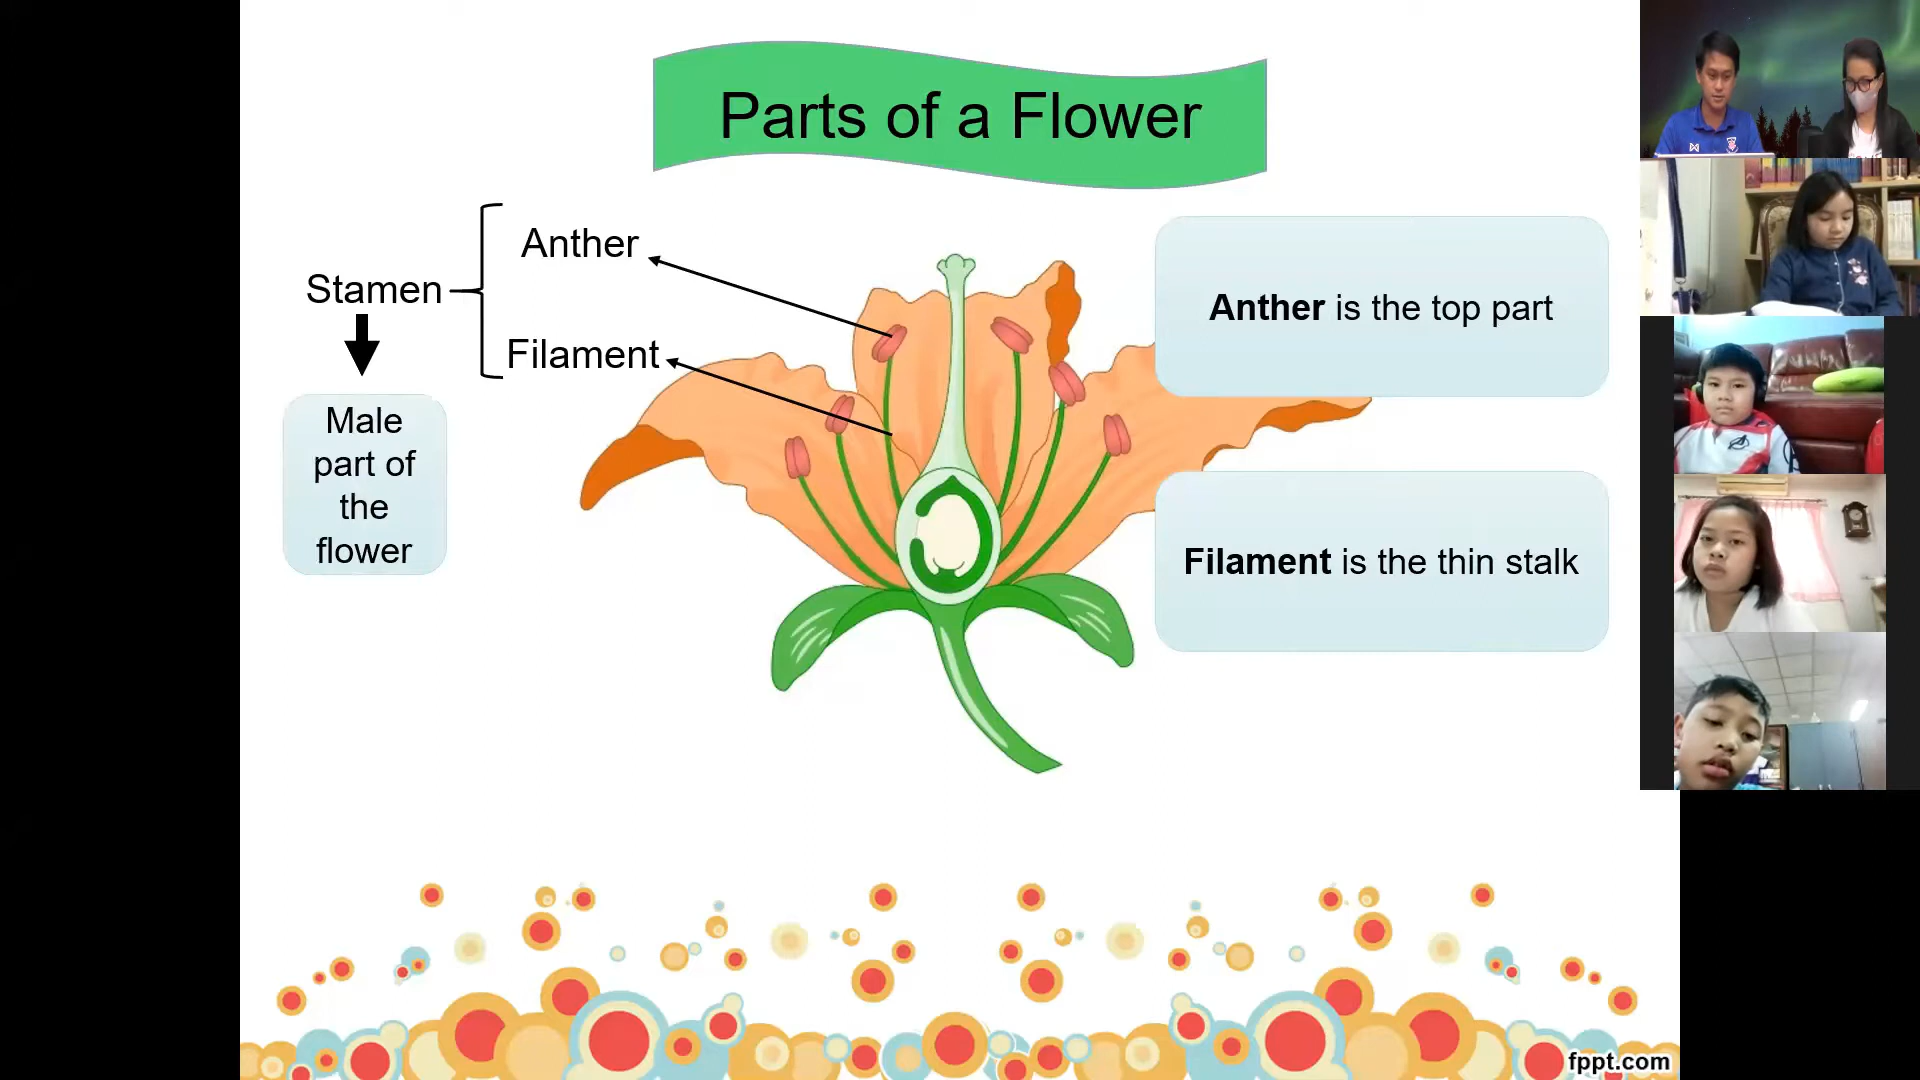 Parts of a Flower
Anther
Stamen
Filament
Male
part of
the
flower
Anther is the top part
Filament is the thin stalk
fppt.com